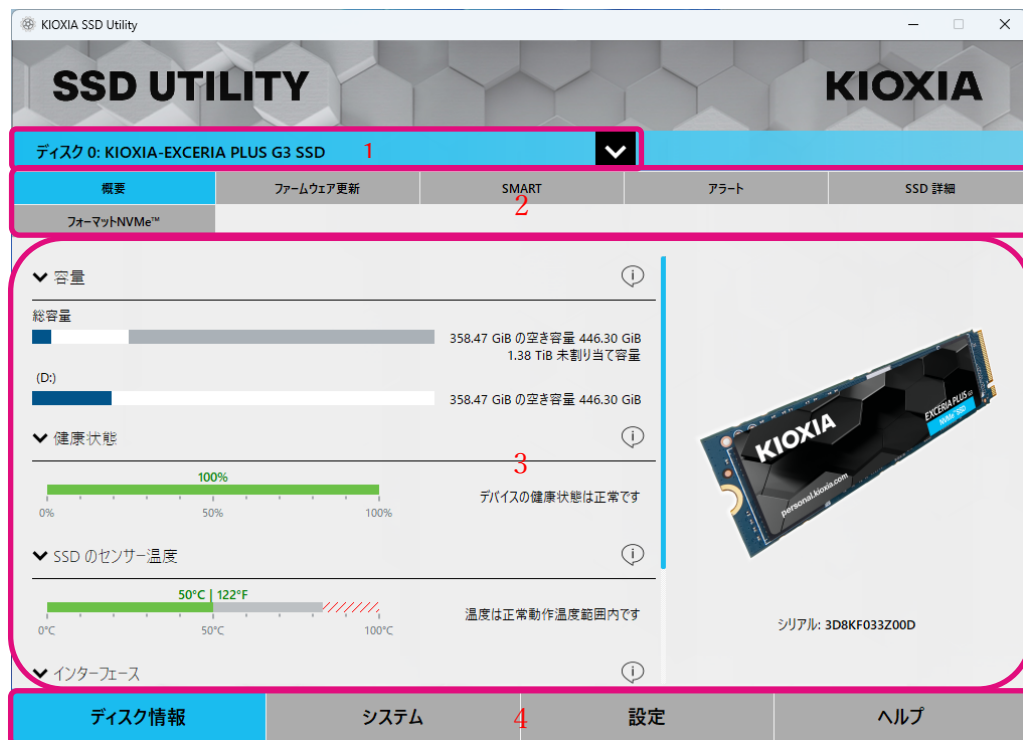 KIOXIA SSD Utility
SSD UTILITY
KIOXIA
ディスク 0: KIOXIA-EXCERIA PLUS G3 SSD
1
概要
ファームウェア更新
SMART
アラート
SSD 詳細
2
フォーマットNVMe™
容量
総容量
358.47 GiB の空き容量 446.30 GiB
1.38 TiB 未割り当て容量
(D:)
358.47 GiB の空き容量 446.30 GiB
健康状態
100%
0%
50%
100%
デバイスの健康状態は正常です
3
SSD のセンサー温度
50°C | 122°F
0°C
50°C
100°C
温度は正常動作温度範囲内です
インターフェース
KIOXIA
EXCERIA PLUS G3
NVMe™ SSD
personal.kioxia.com
シリアル: 3D8KF033Z00D
ディスク情報
システム
4
設定
ヘルプ